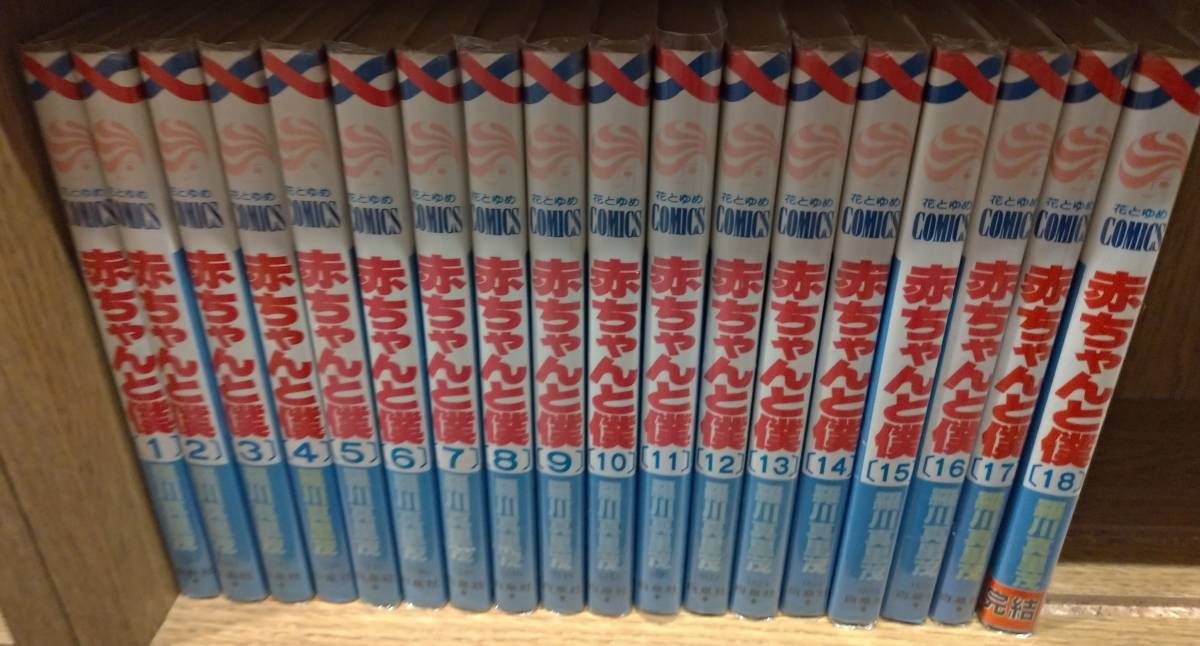 花とゆめ
COMICS
赤ちゃんと僕
[1]
花とゆめ
COMICS
赤ちゃんと僕
[2]
花とゆめ
COMICS
赤ちゃんと僕
[3]
花とゆめ
COMICS
赤ちゃんと僕
[4]
花とゆめ
COMICS
赤ちゃんと僕
[5]
花とゆめ
COMICS
赤ちゃんと僕
[6]
花とゆめ
COMICS
赤ちゃんと僕
[7]
花とゆめ
COMICS
赤ちゃんと僕
[8]
花とゆめ
COMICS
赤ちゃんと僕
[9]
花とゆめ
COMICS
赤ちゃんと僕
[10]
花とゆめ
COMICS
赤ちゃんと僕
[11]
花とゆめ
COMICS
赤ちゃんと僕
[12]
花とゆめ
COMICS
赤ちゃんと僕
[13]
花とゆめ
COMICS
赤ちゃんと僕
[14]
花とゆめ
COMICS
赤ちゃんと僕
[15]
花とゆめ
COMICS
赤ちゃんと僕
[16]
花とゆめ
COMICS
赤ちゃんと僕
[17]
花とゆめ
COMICS
赤ちゃんと僕
[18]
羅川真里茂
完結